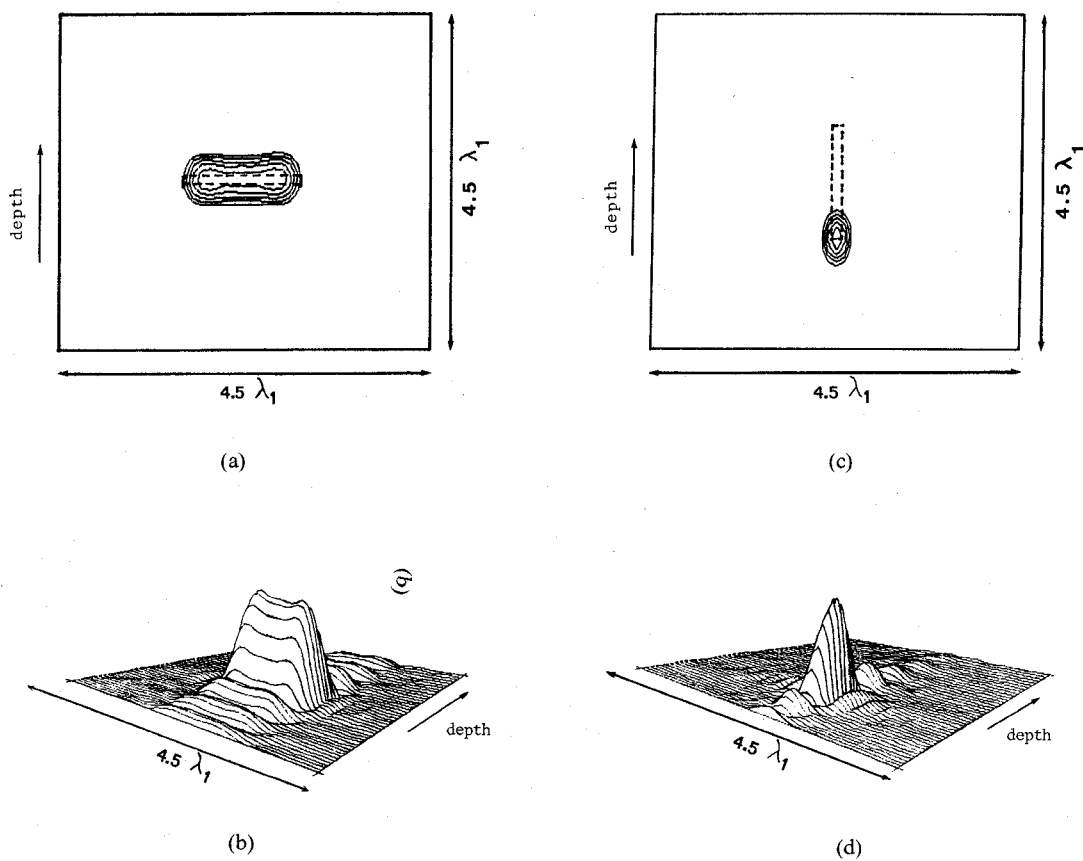 depth
4.5 λ₁
4.5 λ₁
(a)
depth
4.5 λ₁
4.5 λ₁
(c)
(b)
depth
4.5 λ₁
(b)
depth
4.5 λ₁
(d)